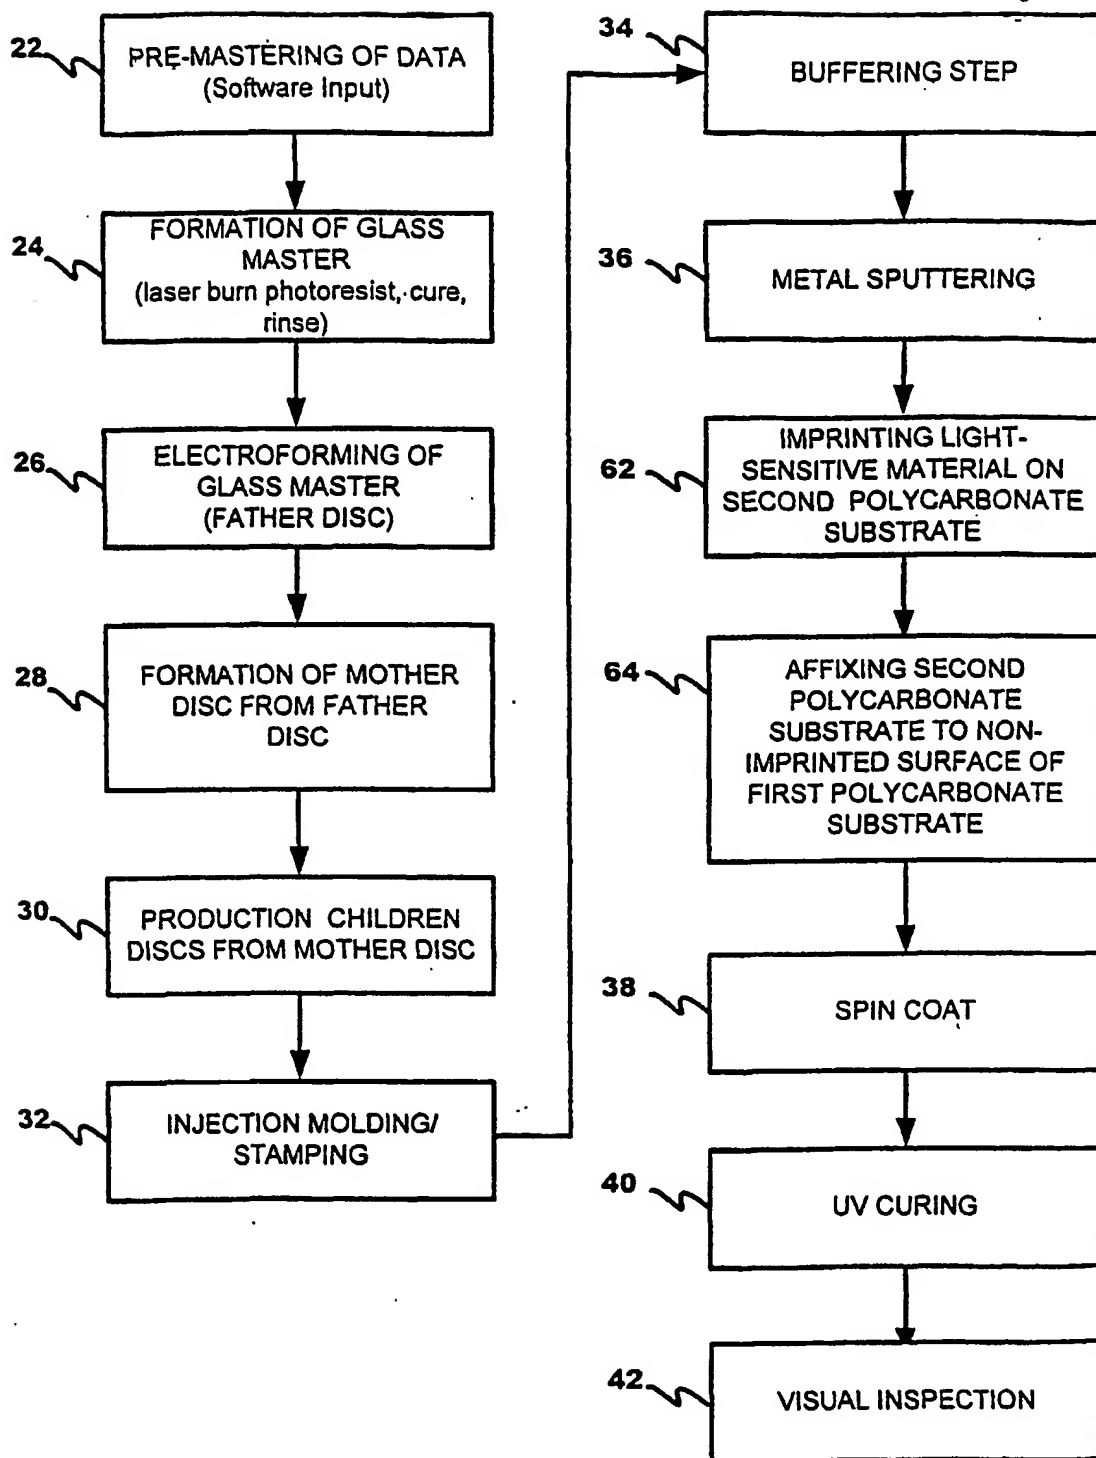 22
PRE-MASTERING OF DATA
(Software Input)
24
FORMATION OF GLASS
MASTER
(laser burn photoresist, cure,
rinse)
26
ELECTROFORMING OF
GLASS MASTER
(FATHER DISC)
28
FORMATION OF MOTHER
DISC FROM FATHER
DISC
30
PRODUCTION CHILDREN
DISCS FROM MOTHER DISC
32
INJECTION MOLDING/
STAMPING
34
BUFFERING STEP
36
METAL SPUTTERING
62
IMPRINTING LIGHT-
SENSITIVE MATERIAL ON
SECOND POLYCARBONATE
SUBSTRATE
64
AFFIXING SECOND
POLYCARBONATE
SUBSTRATE TO NON-
IMPRINTED SURFACE OF
FIRST POLYCARBONATE
SUBSTRATE
38
SPIN COAT
40
UV CURING
42
VISUAL INSPECTION